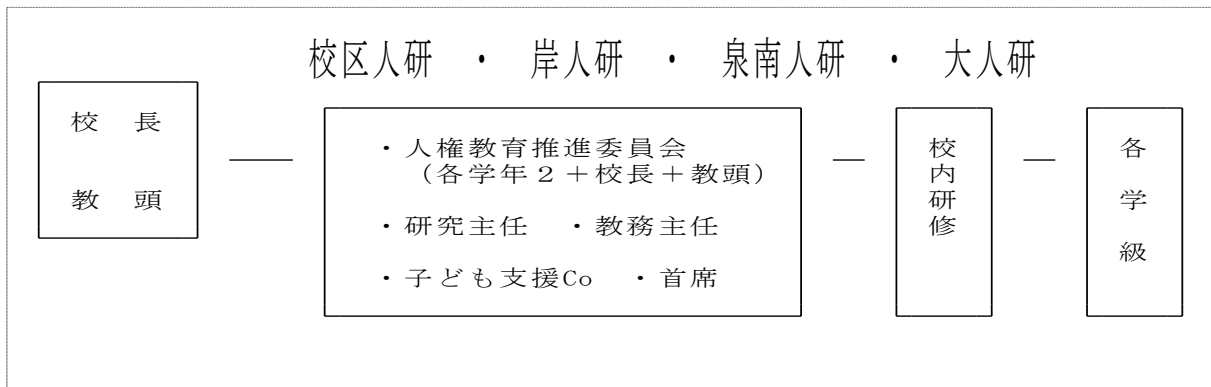 校区人研 ・ 岸人研 ・ 泉南人研 ・ 大人研
校 長
教 頭
・人権教育推進委員会
(各学年2+校長+教頭)
・研究主任 ・教務主任
・子ども支援Co ・首席
校内研修
各学級